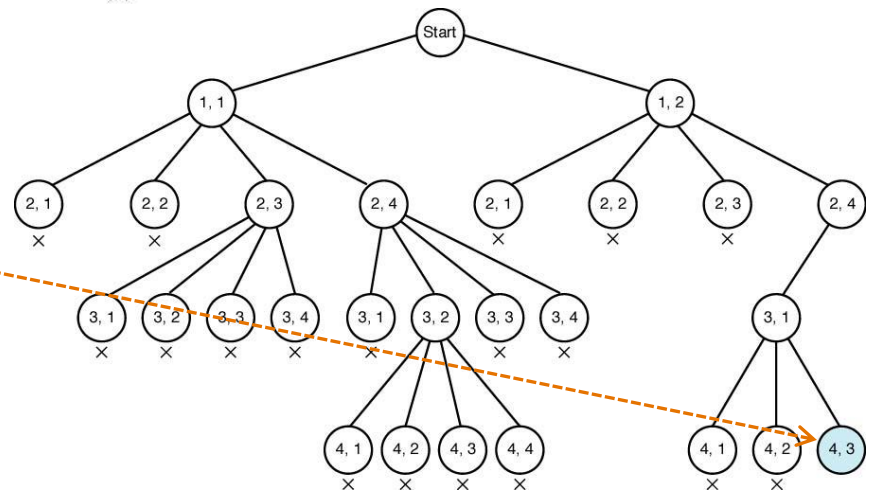 Start
1, 1 1, 2
2, 1 2, 2 2, 3 2, 4 2, 1 2, 2 2, 3 2, 4
× × × × ×
3, 1 3, 2 3, 3 3, 4 3, 1 3, 2 3, 3 3, 4 3, 1
× × × × × × ×
4, 1 4, 2 4, 3 4, 4 4, 1 4, 2 4, 3
× × × × × ×